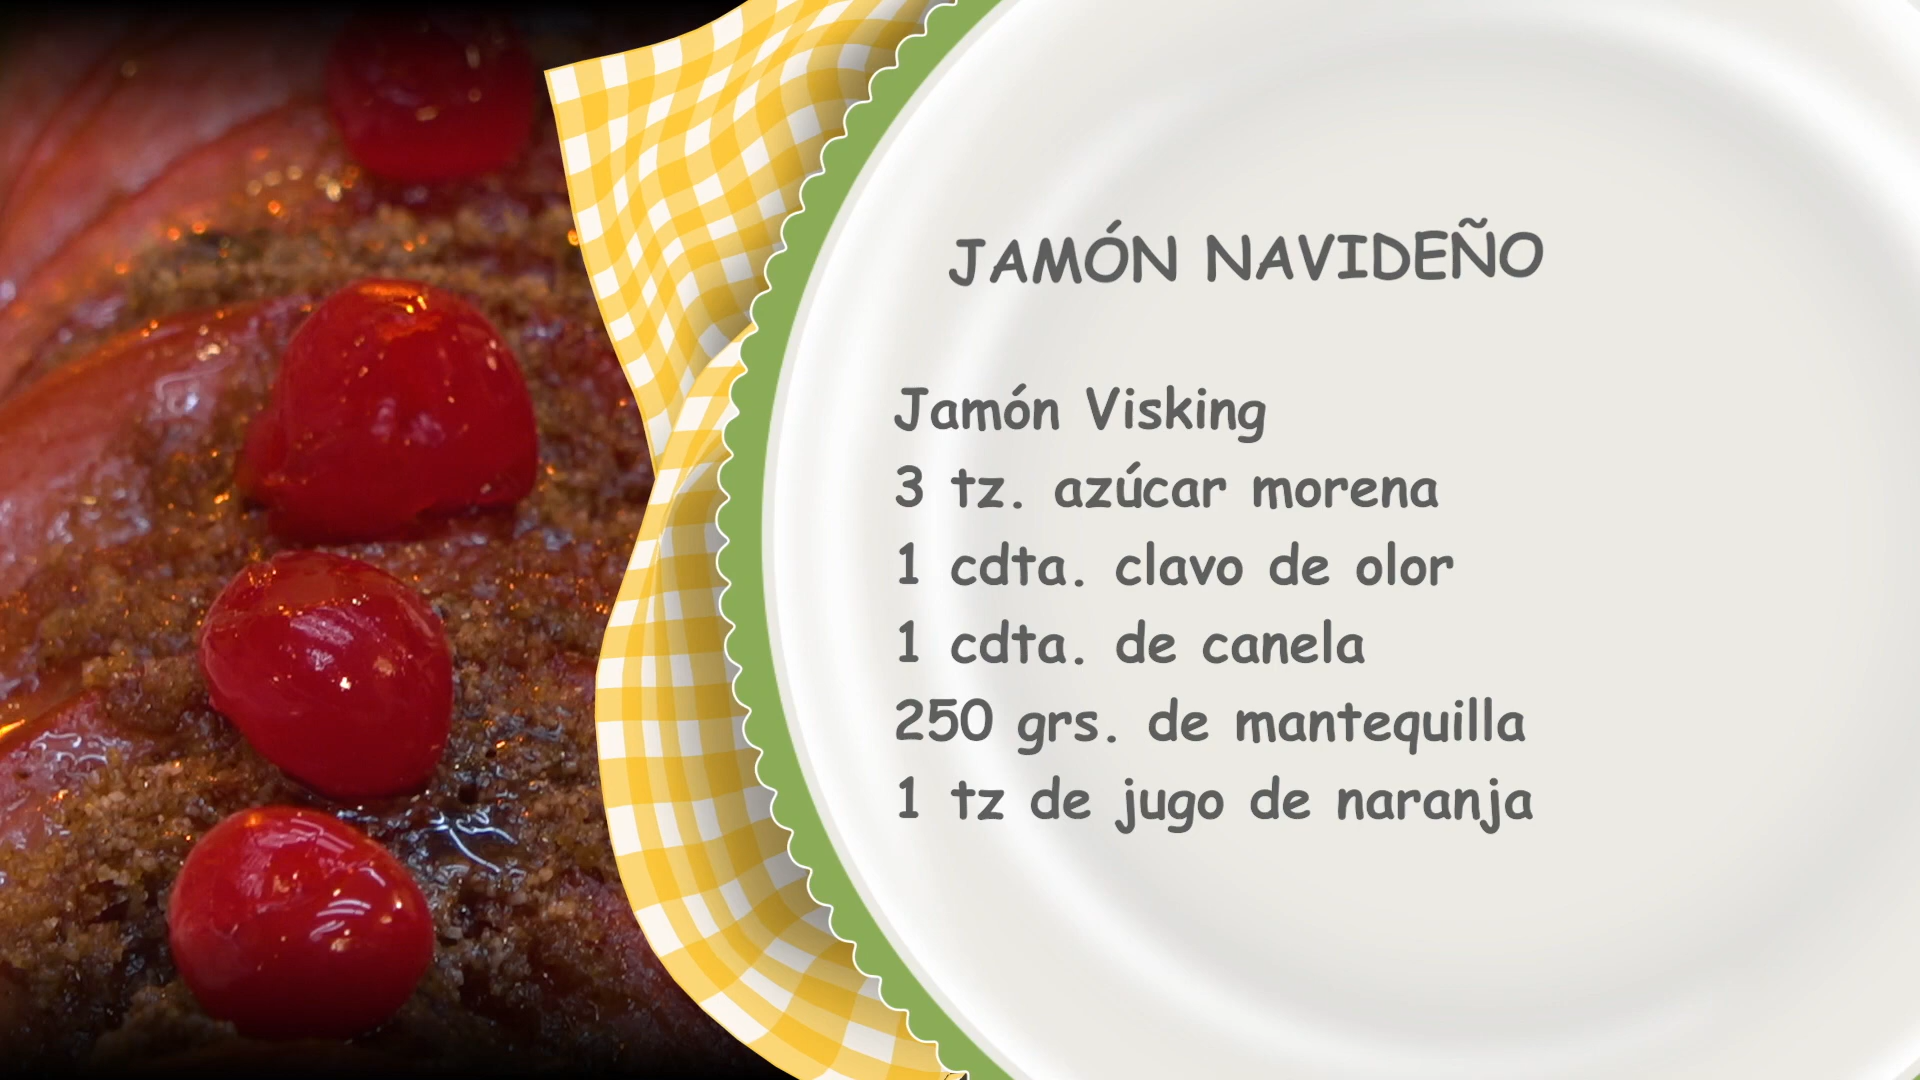 JAMÓN NAVIDEÑO
Jamón Visking
3 tz. azúcar morena
1 cdta. clavo de olor
1 cdta. de canela
250 grs. de mantequilla
1 tz de jugo de naranja